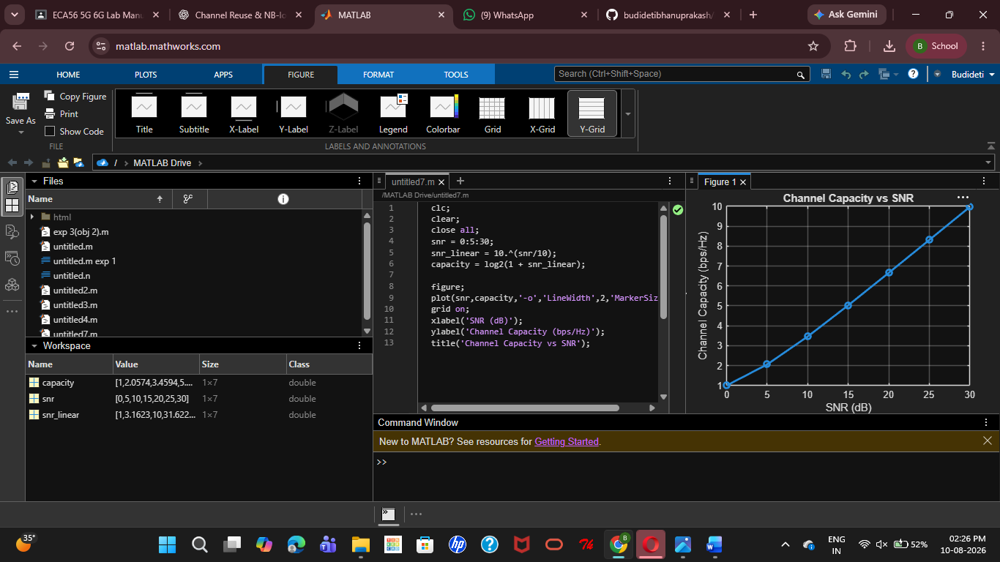 ECA56 5G 6G Lab Manu
Channel Reuse & NB-Io
MATLAB
(9) WhatsApp
budidetibhanuprakash/
Ask Gemini
matlab.mathworks.com
B School
HOME PLOTS APPS FIGURE FORMAT TOOLS
Search (Ctrl+Shift+Space)
Budideti
Save As
Copy Figure
Print
Show Code
FILE
Title Subtitle X-Label Y-Label Z-Label Legend Colorbar Grid X-Grid Y-Grid
LABELS AND ANNOTATIONS
/ > MATLAB Drive >
Files
Name
html
exp 3(obj 2).m
untitled.m
untitled.m exp 1
untitled.n
untitled2.m
untitled3.m
untitled4.m
untitled7.m
Workspace
Name Value Size Class
capacity [1,2.0574,3.4594,5.... 1×7 double
snr [0,5,10,15,20,25,30] 1×7 double
snr_linear [1,3.1623,10,31.622... 1×7 double
untitled7.m
/MATLAB Drive/untitled7.m
1 clc;
2 clear;
3 close all;
4 snr = 0:5:30;
5 snr_linear = 10.^(snr/10);
6 capacity = log2(1 + snr_linear);
7
8 figure;
9 plot(snr,capacity,'-o','LineWidth',2,'MarkerSiz
10 grid on;
11 xlabel('SNR (dB)');
12 ylabel('Channel Capacity (bps/Hz)');
13 title('Channel Capacity vs SNR');
Figure 1
Channel Capacity vs SNR
Channel Capacity (bps/Hz)
10
9
8
7
6
5
4
3
2
1
0 5 10 15 20 25 30
SNR (dB)
Command Window
New to MATLAB? See resources for Getting Started.
>>
35°
ENG
IN
52%
02:26 PM
10-08-2026